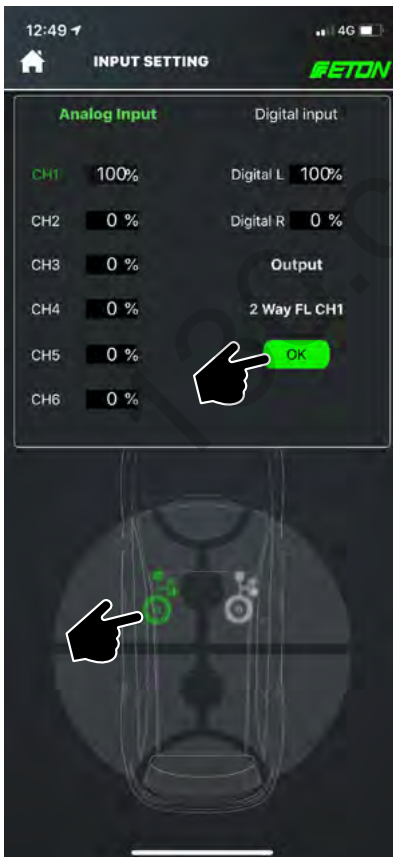 12:49 4G
INPUT SETTING ETON
Analog Input Digital input
CH1 100% Digital L 100%
CH2 0 % Digital R 0 %
CH3 0 % Output
CH4 0 % 2 Way FL CH1
CH5 0 % OK
CH6 0 %